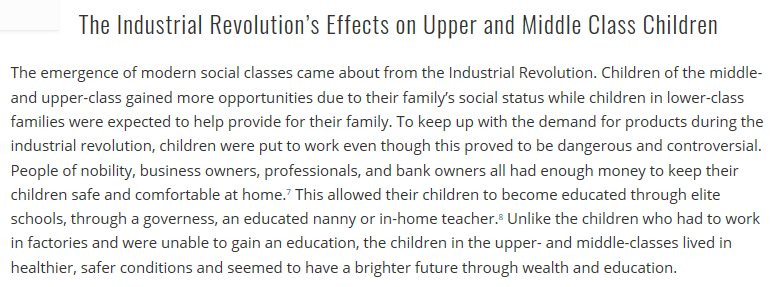 The Industrial Revolution's Effects on Upper and Middle Class Children
The emergence of modern social classes came about from the Industrial Revolution. Children of the middle-
and upper-class gained more opportunities due to their family's social status while children in lower-class
families were expected to help provide for their family. To keep up with the demand for products during the
industrial revolution, children were put to work even though this proved to be dangerous and controversial.
People of nobility, business owners, professionals, and bank owners all had enough money to keep their
children safe and comfortable at home.⁷ This allowed their children to become educated through elite
schools, through a governess, an educated nanny or in-home teacher.⁸ Unlike the children who had to work
in factories and were unable to gain an education, the children in the upper- and middle-classes lived in
healthier, safer conditions and seemed to have a brighter future through wealth and education.